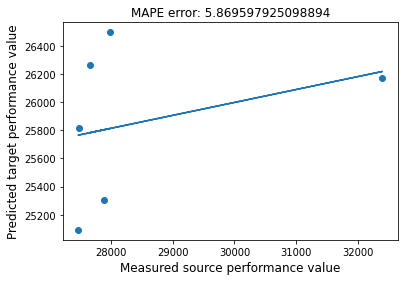 MAPE error: 5.869597925098894
Predicted target performance value
26400
26200
26000
25800
25600
25400
25200
28000 29000 30000 31000 32000
Measured source performance value